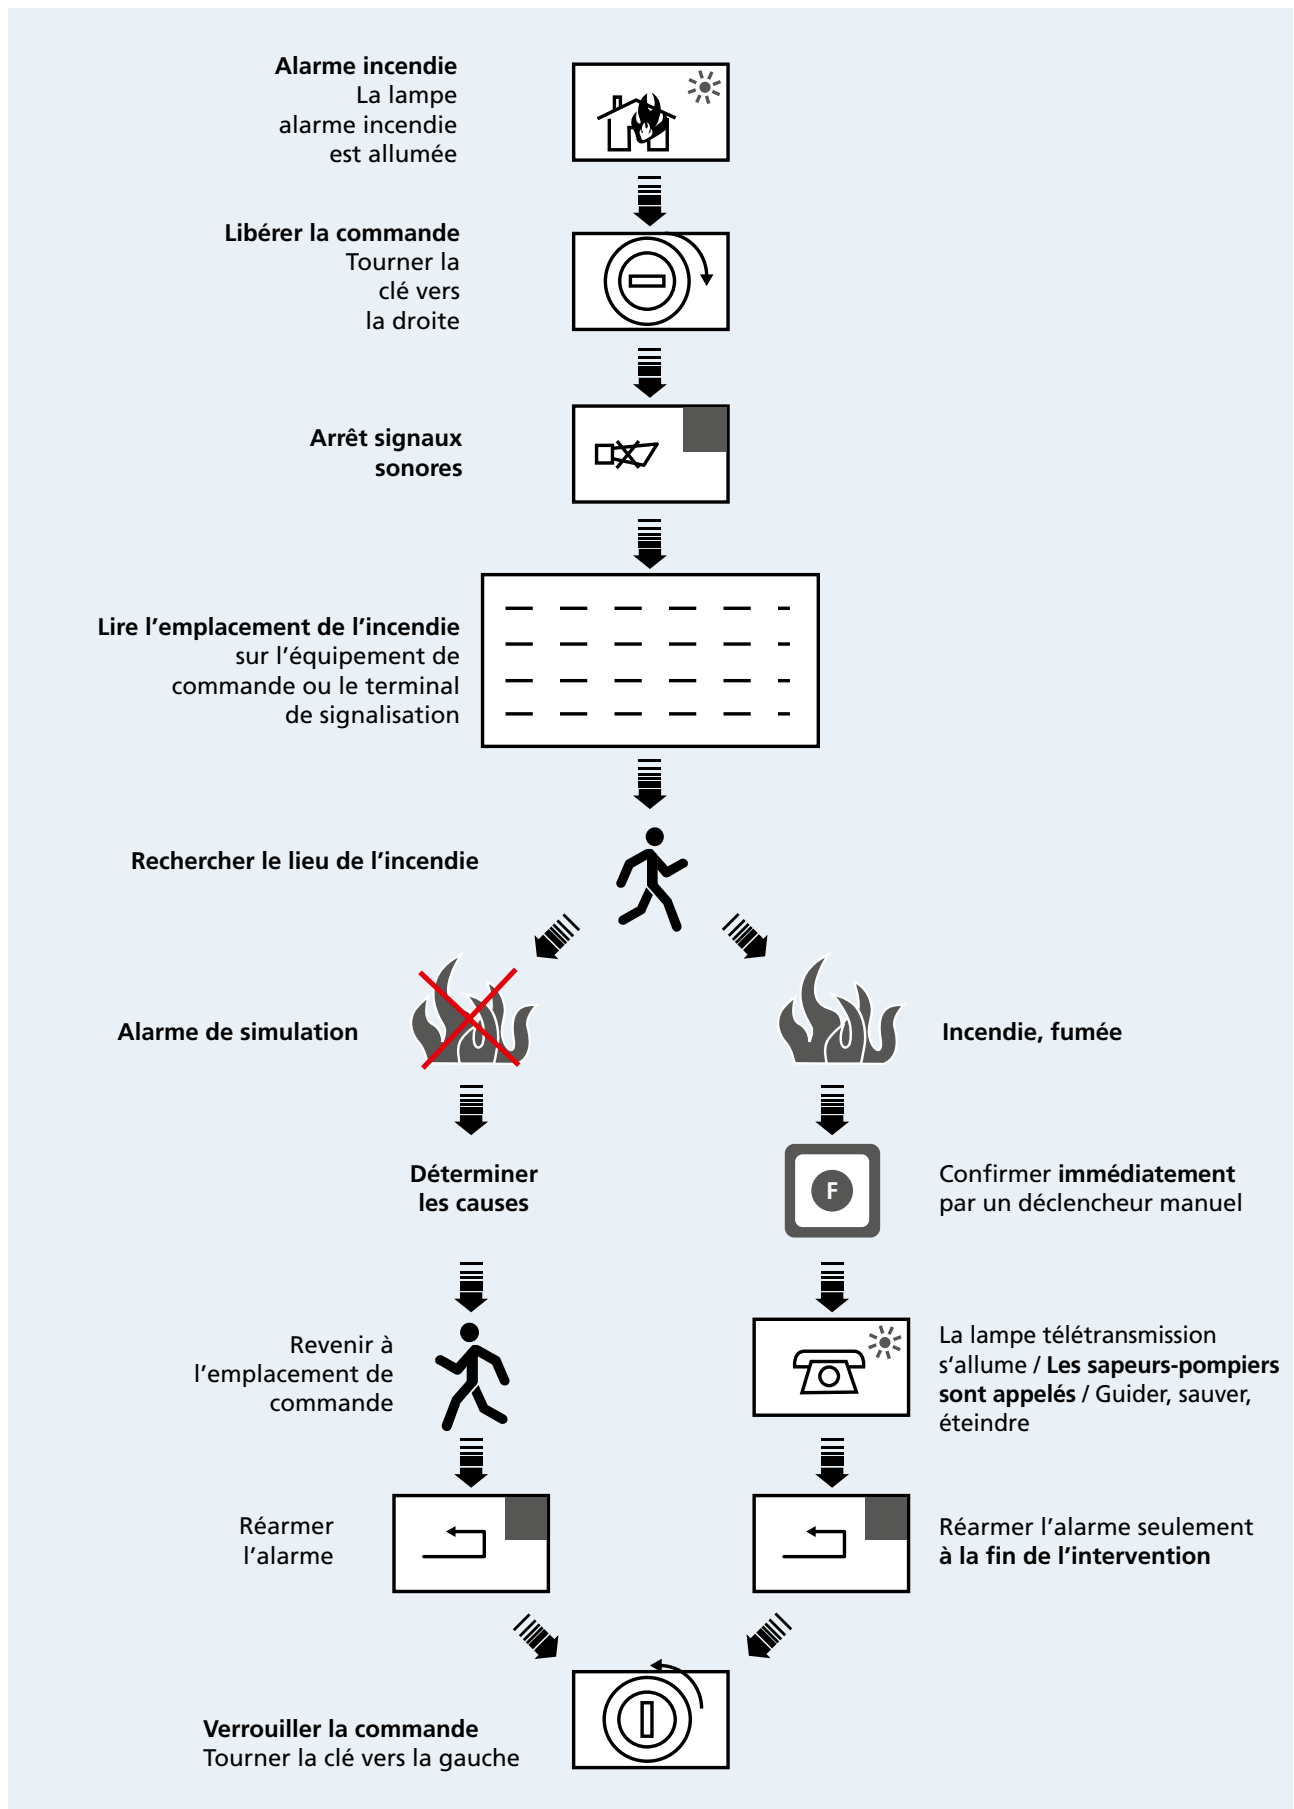 Alarme incendie
La lampe
alarme incendie
est allumée
Libérer la commande
Tourner la
clé vers
la droite
Arrêt signaux
sonores
Lire l’emplacement de l’incendie
sur l’équipement de
commande ou le terminal
de signalisation
Rechercher le lieu de l’incendie
Alarme de simulation
Incendie, fumée
Déterminer
les causes
F
Confirmer immédiatement
par un déclencheur manuel
Revenir à
l’emplacement de
commande
La lampe télétransmission
s’allume / Les sapeurs-pompiers
sont appelés / Guider, sauver,
éteindre
Réarmer
l’alarme
Réarmer l’alarme seulement
à la fin de l’intervention
Verrouiller la commande
Tourner la clé vers la gauche